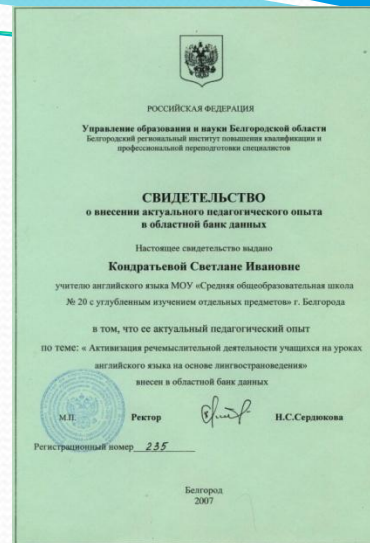 РОССИЙСКАЯ ФЕДЕРАЦИЯ
Управление образования и науки Белгородской области
Белгородский региональный институт повышения квалификации и
профессиональной переподготовки специалистов
СВИДЕТЕЛЬСТВО
о внесении актуального педагогического опыта
в областной банк данных
Настоящее свидетельство выдано
Кондратьевой Светлане Ивановне
учителю английского языка МОУ «Средняя общеобразовательная школа
№ 20 с углубленным изучением отдельных предметов» г. Белгорода
в том, что ее актуальный педагогический опыт
по теме: « Активизация речемыслительной деятельности учащихся на уроках
английского языка на основе лингвострановедения»
внесен в областной банк данных
М.П. Ректор Н.С.Сердюкова
Регистрационный номер 235
Белгород
2007